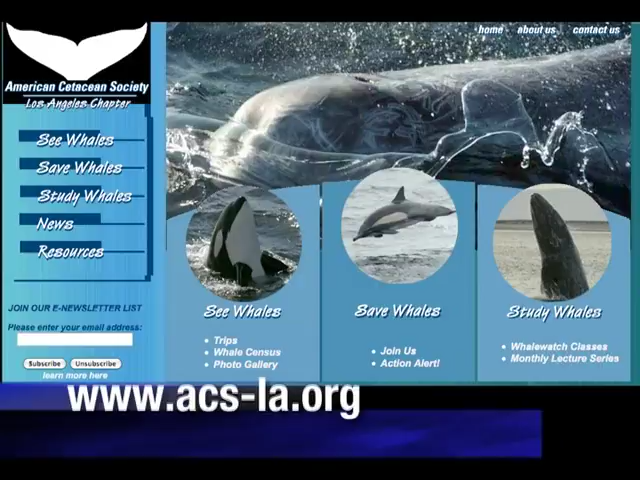 home about us contact us
American Cetacean Society
Los Angeles Chapter
See Whales
Save Whales
Study Whales
News
Resources
JOIN OUR E-NEWSLETTER LIST
Please enter your email address:
Subscribe Unsubscribe
learn more here
See Whales
• Trips
• Whale Census
• Photo Gallery
Save Whales
• Join Us
• Action Alert!
Study Whales
• Whalewatch Classes
• Monthly Lecture Series
www.acs-la.org